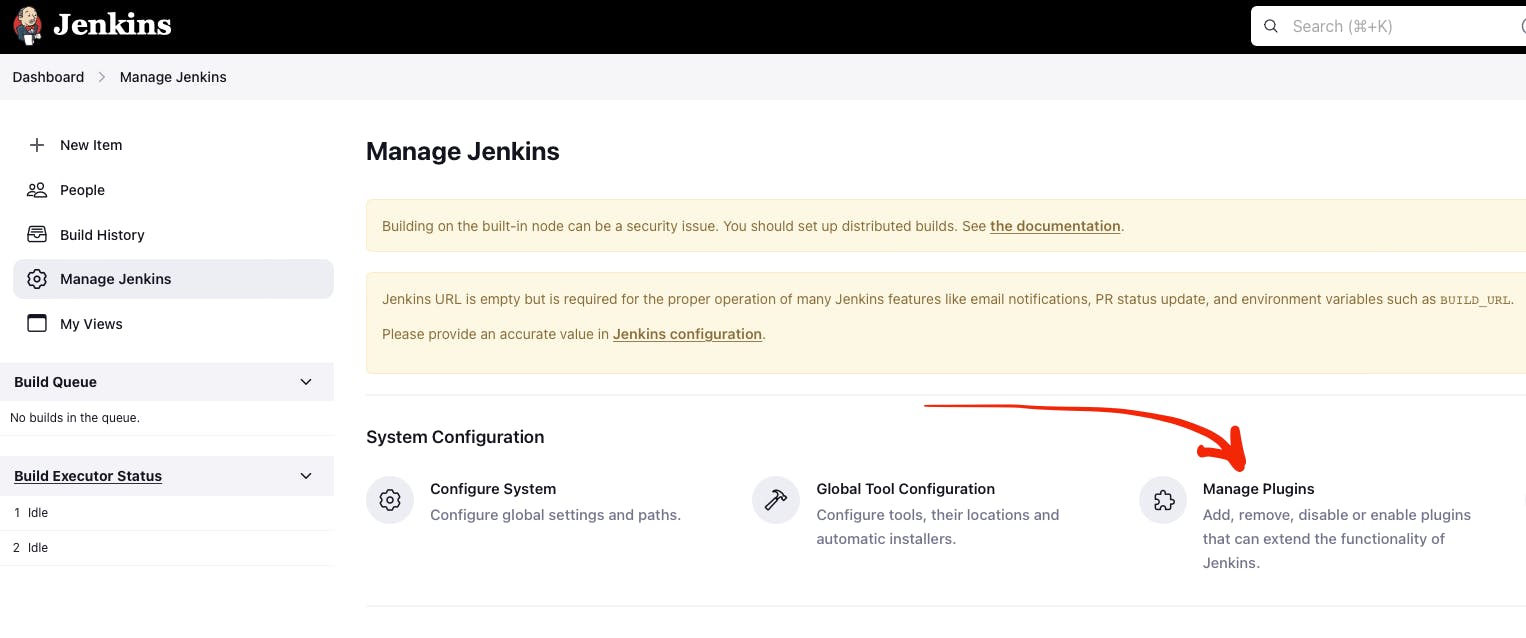 Jenkins
Search (⌘+K)
Dashboard
Manage Jenkins
New Item
People
Build History
Manage Jenkins
My Views
Build Queue
No builds in the queue.
Build Executor Status
1 Idle
2 Idle
Manage Jenkins
Building on the built-in node can be a security issue. You should set up distributed builds. See the documentation.
Jenkins URL is empty but is required for the proper operation of many Jenkins features like email notifications, PR status update, and environment variables such as BUILD_URL.
Please provide an accurate value in Jenkins configuration.
System Configuration
Configure System
Configure global settings and paths.
Global Tool Configuration
Configure tools, their locations and
automatic installers.
Manage Plugins
Add, remove, disable or enable plugins
that can extend the functionality of
Jenkins.